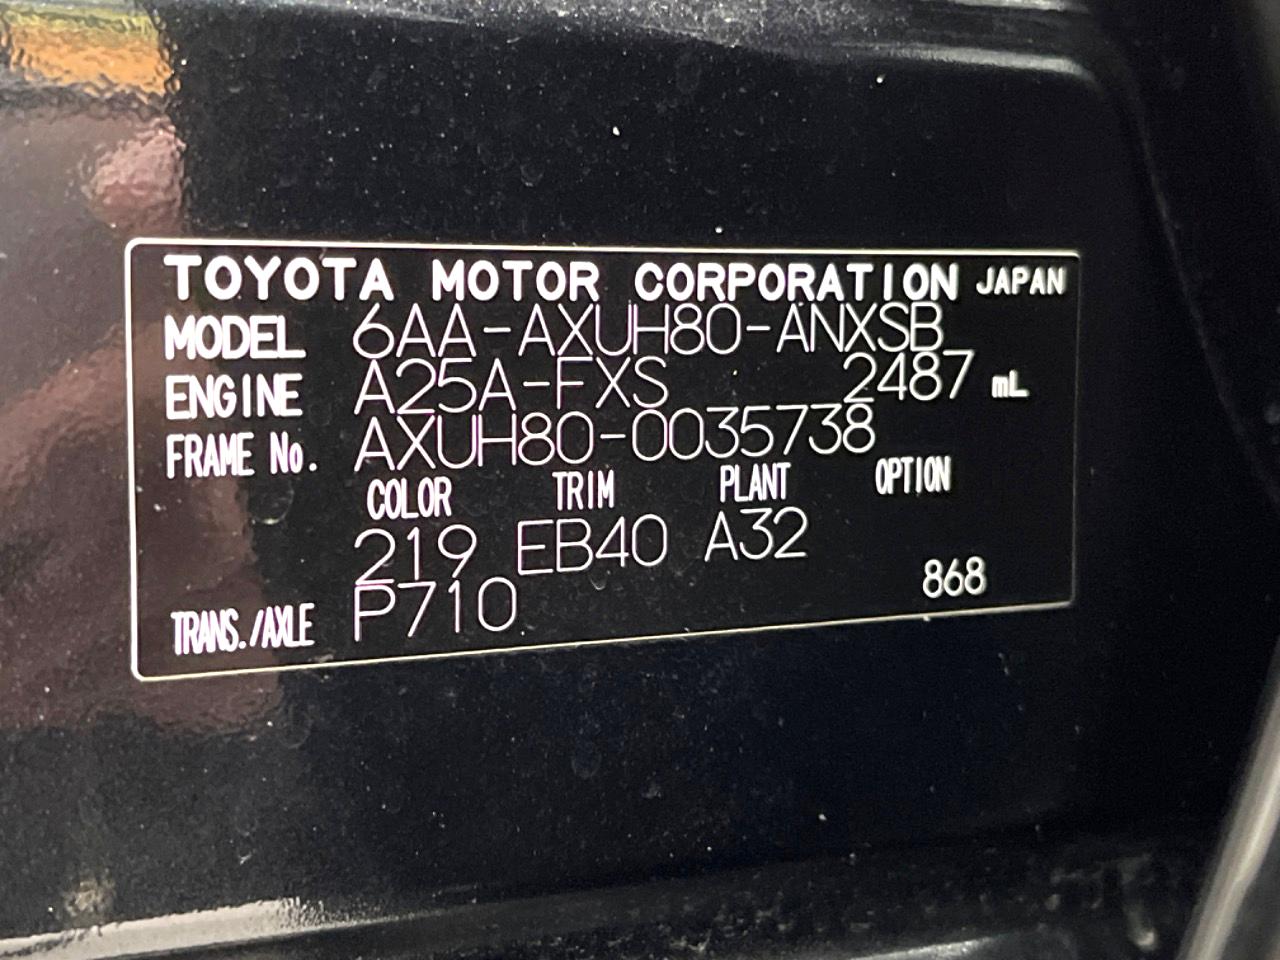 TOYOTA MOTOR CORPORATION JAPAN
MODEL 6AA-AXUH80-ANXSB
ENGINE A25A-FXS 2487 mL
FRAME No. AXUH80-0035738
COLOR TRIM PLANT OPTION
219 EB40 A32
TRANS./AXLE P710 868